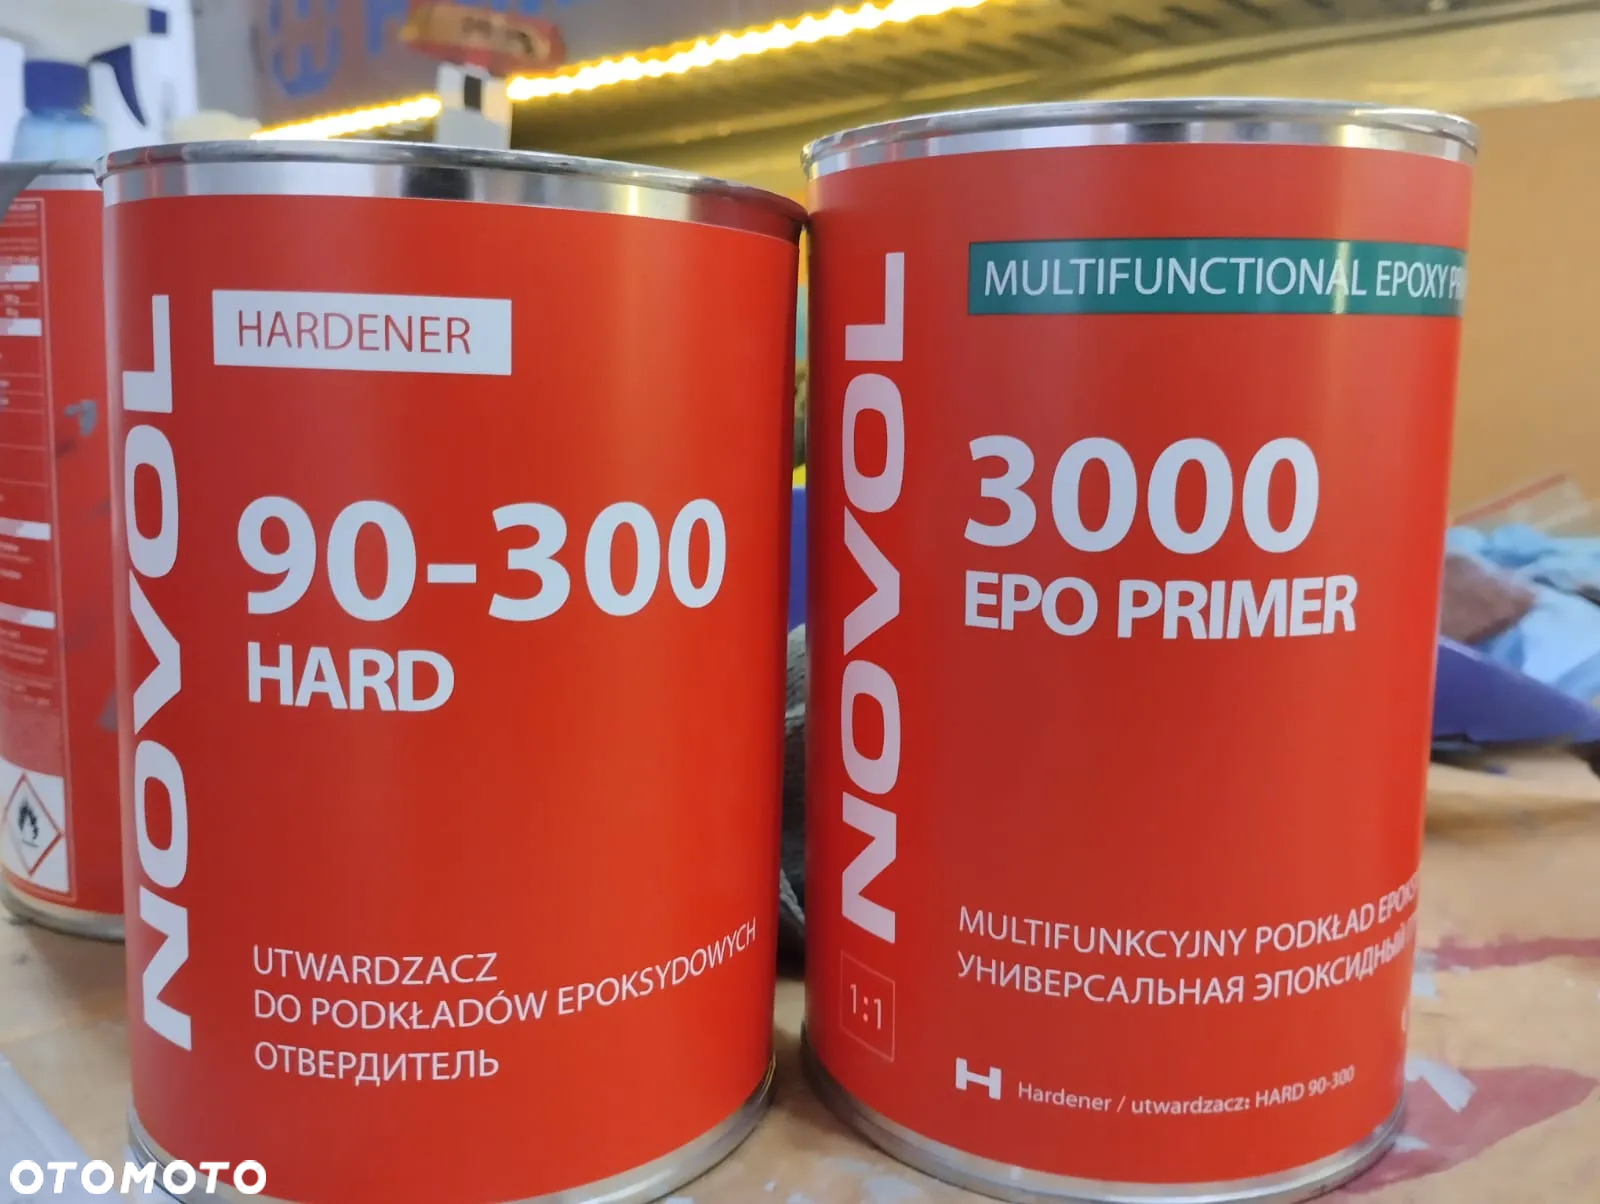 NOVOL
HARDENER
90-300
HARD
UTWARDZACZ
DO PODKŁADÓW EPOKSYDOWYCH
ОТВЕРДИТЕЛЬ
NOVOL
MULTIFUNCTIONAL EPOXY
3000
EPO PRIMER
MULTIFUNKCYJNY PODKŁAD
УНИВЕРСАЛЬНАЯ
1:1
H Hardener / utwardzacz: HARD 90-300
OTOMOTO